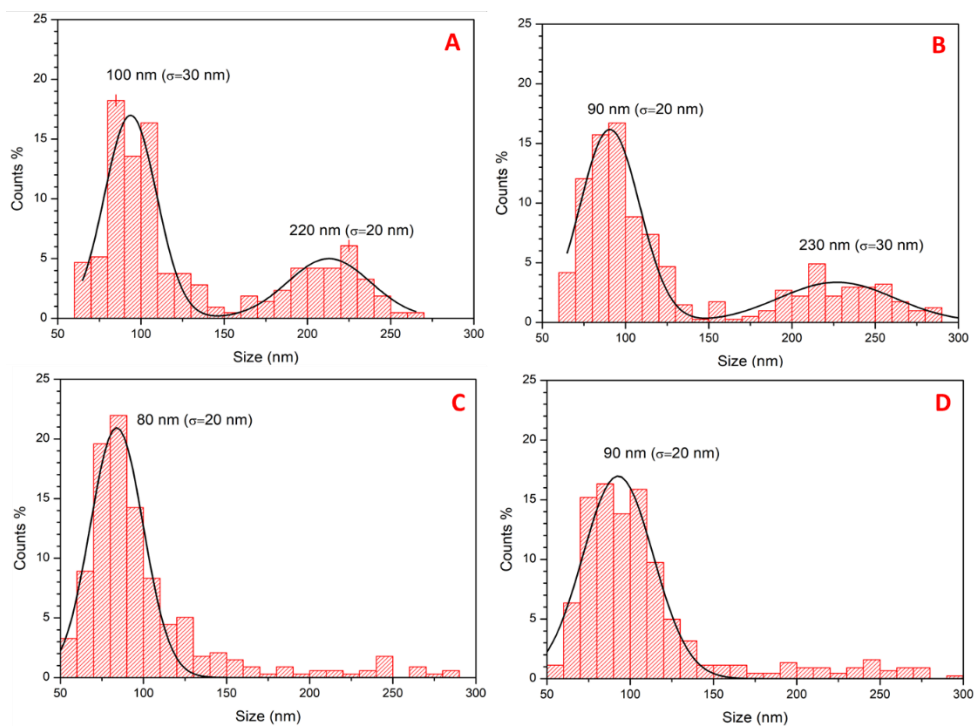 A
100 nm (σ=30 nm)
220 nm (σ=20 nm)
25
20
15
10
5
0
Counts %
50 100 150 200 250 300
Size (nm)
B
90 nm (σ=20 nm)
230 nm (σ=30 nm)
25
20
15
10
5
0
Counts %
50 100 150 200 250 300
Size (nm)
C
80 nm (σ=20 nm)
25
20
15
10
5
0
Counts %
50 100 150 200 250 300
Size (nm)
D
90 nm (σ=20 nm)
25
20
15
10
5
0
Counts %
50 100 150 200 250 300
Size (nm)